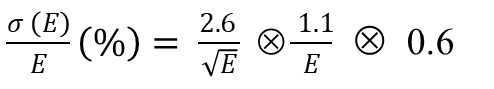 σ (E)/E (%) = 2.6/√E ⊗ 1.1/E ⊗ 0.6